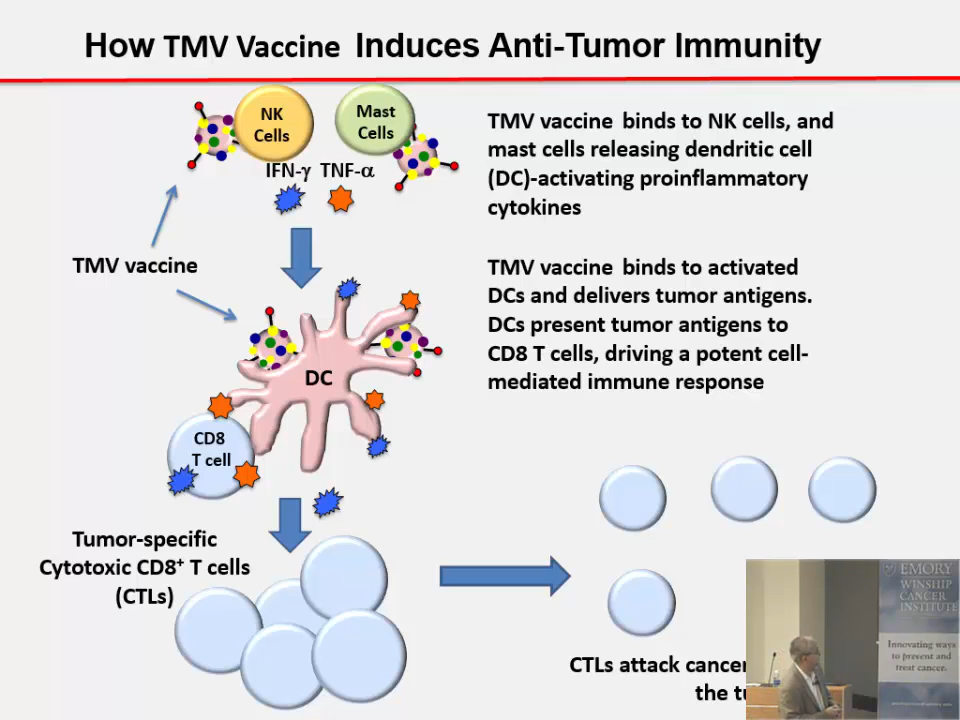 How TMV Vaccine Induces Anti-Tumor Immunity
NK
Cells
Mast
Cells
IFN-γ TNF-α
TMV vaccine
DC
CD8
T cell
Tumor-specific
Cytotoxic CD8⁺ T cells
(CTLs)
TMV vaccine binds to NK cells, and
mast cells releasing dendritic cell
(DC)-activating proinflammatory
cytokines
TMV vaccine binds to activated
DCs and delivers tumor antigens.
DCs present tumor antigens to
CD8 T cells, driving a potent cell-
mediated immune response
CTLs attack cancer
the
EMORY
WINSHIP
CANCER
INSTITUTE
Innovating ways
to prevent and
treat cancer.